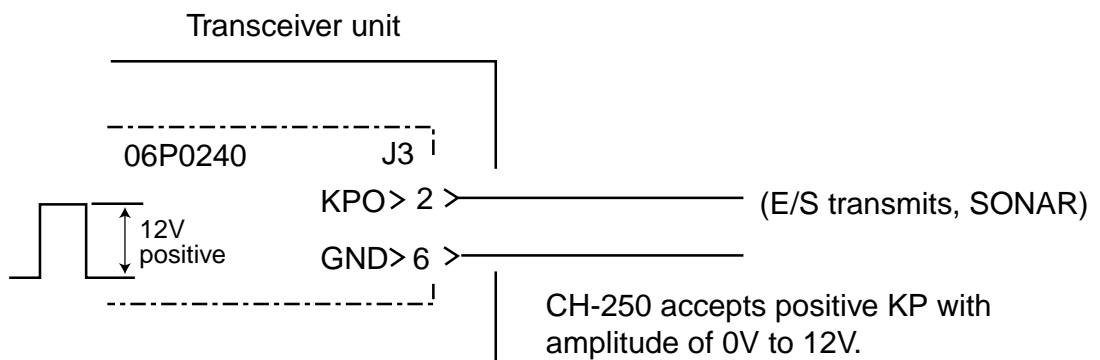 Transceiver unit
06P0240 J3
KPO> 2 >
(E/S transmits, SONAR)
12V
positive
GND> 6 >
CH-250 accepts positive KP with
amplitude of 0V to 12V.